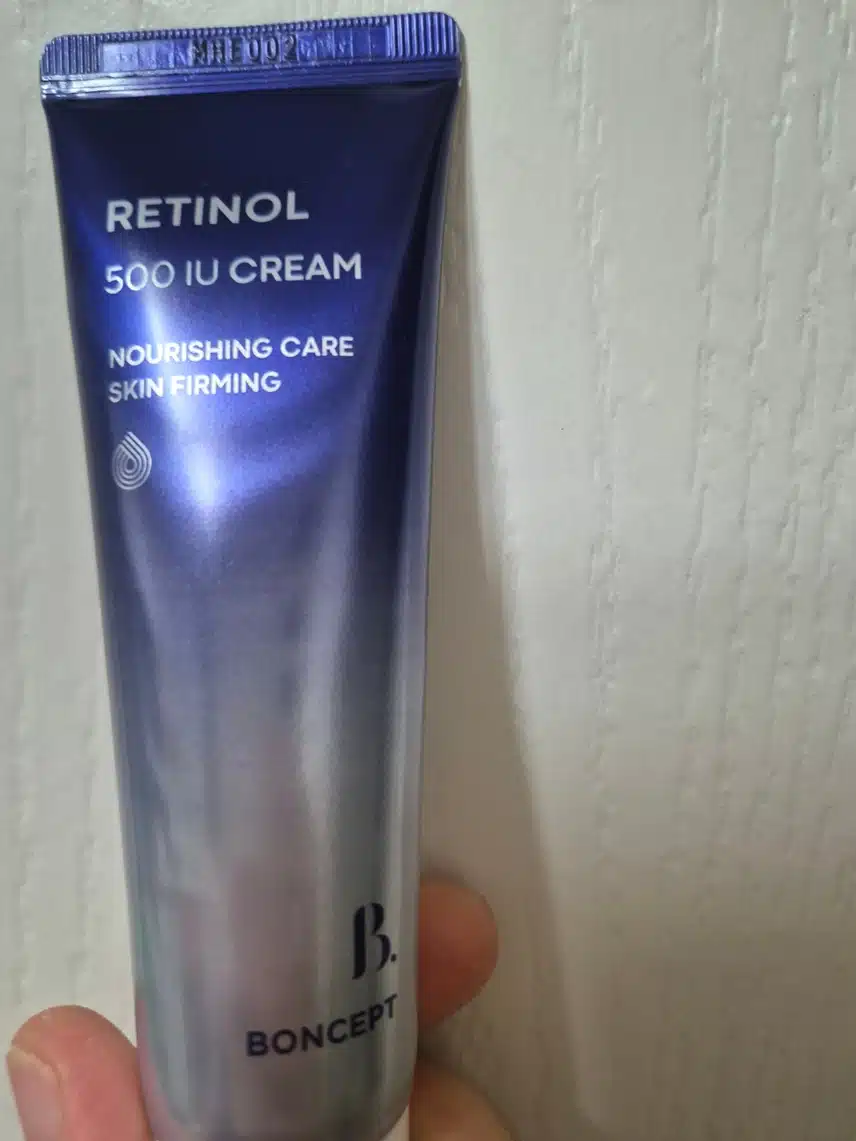 RETINOL
500 IU CREAM
NOURISHING CARE
SKIN FIRMING
B.
BONCEPT